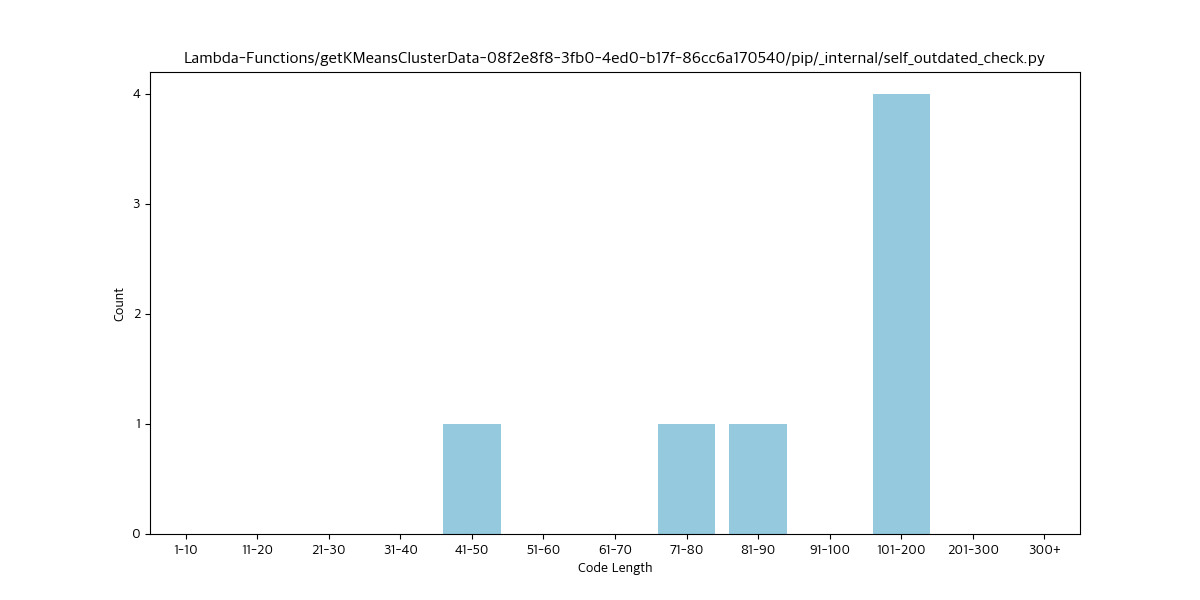 Lambda-Functions/getKMeansClusterData-08f2e8f8-3fb0-4ed0-b17f-86cc6a170540/pip/_internal/self_outdated_check.py
4
3
Count
2
1
0
1-10 11-20 21-30 31-40 41-50 51-60 61-70 71-80 81-90 91-100 101-200 201-300 300+
Code Length